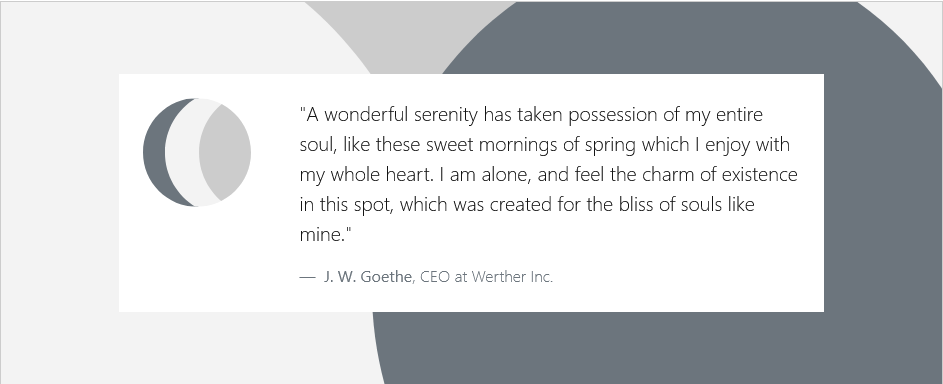 "A wonderful serenity has taken possession of my entire
soul, like these sweet mornings of spring which I enjoy with
my whole heart. I am alone, and feel the charm of existence
in this spot, which was created for the bliss of souls like
mine."
— J. W. Goethe, CEO at Werther Inc.